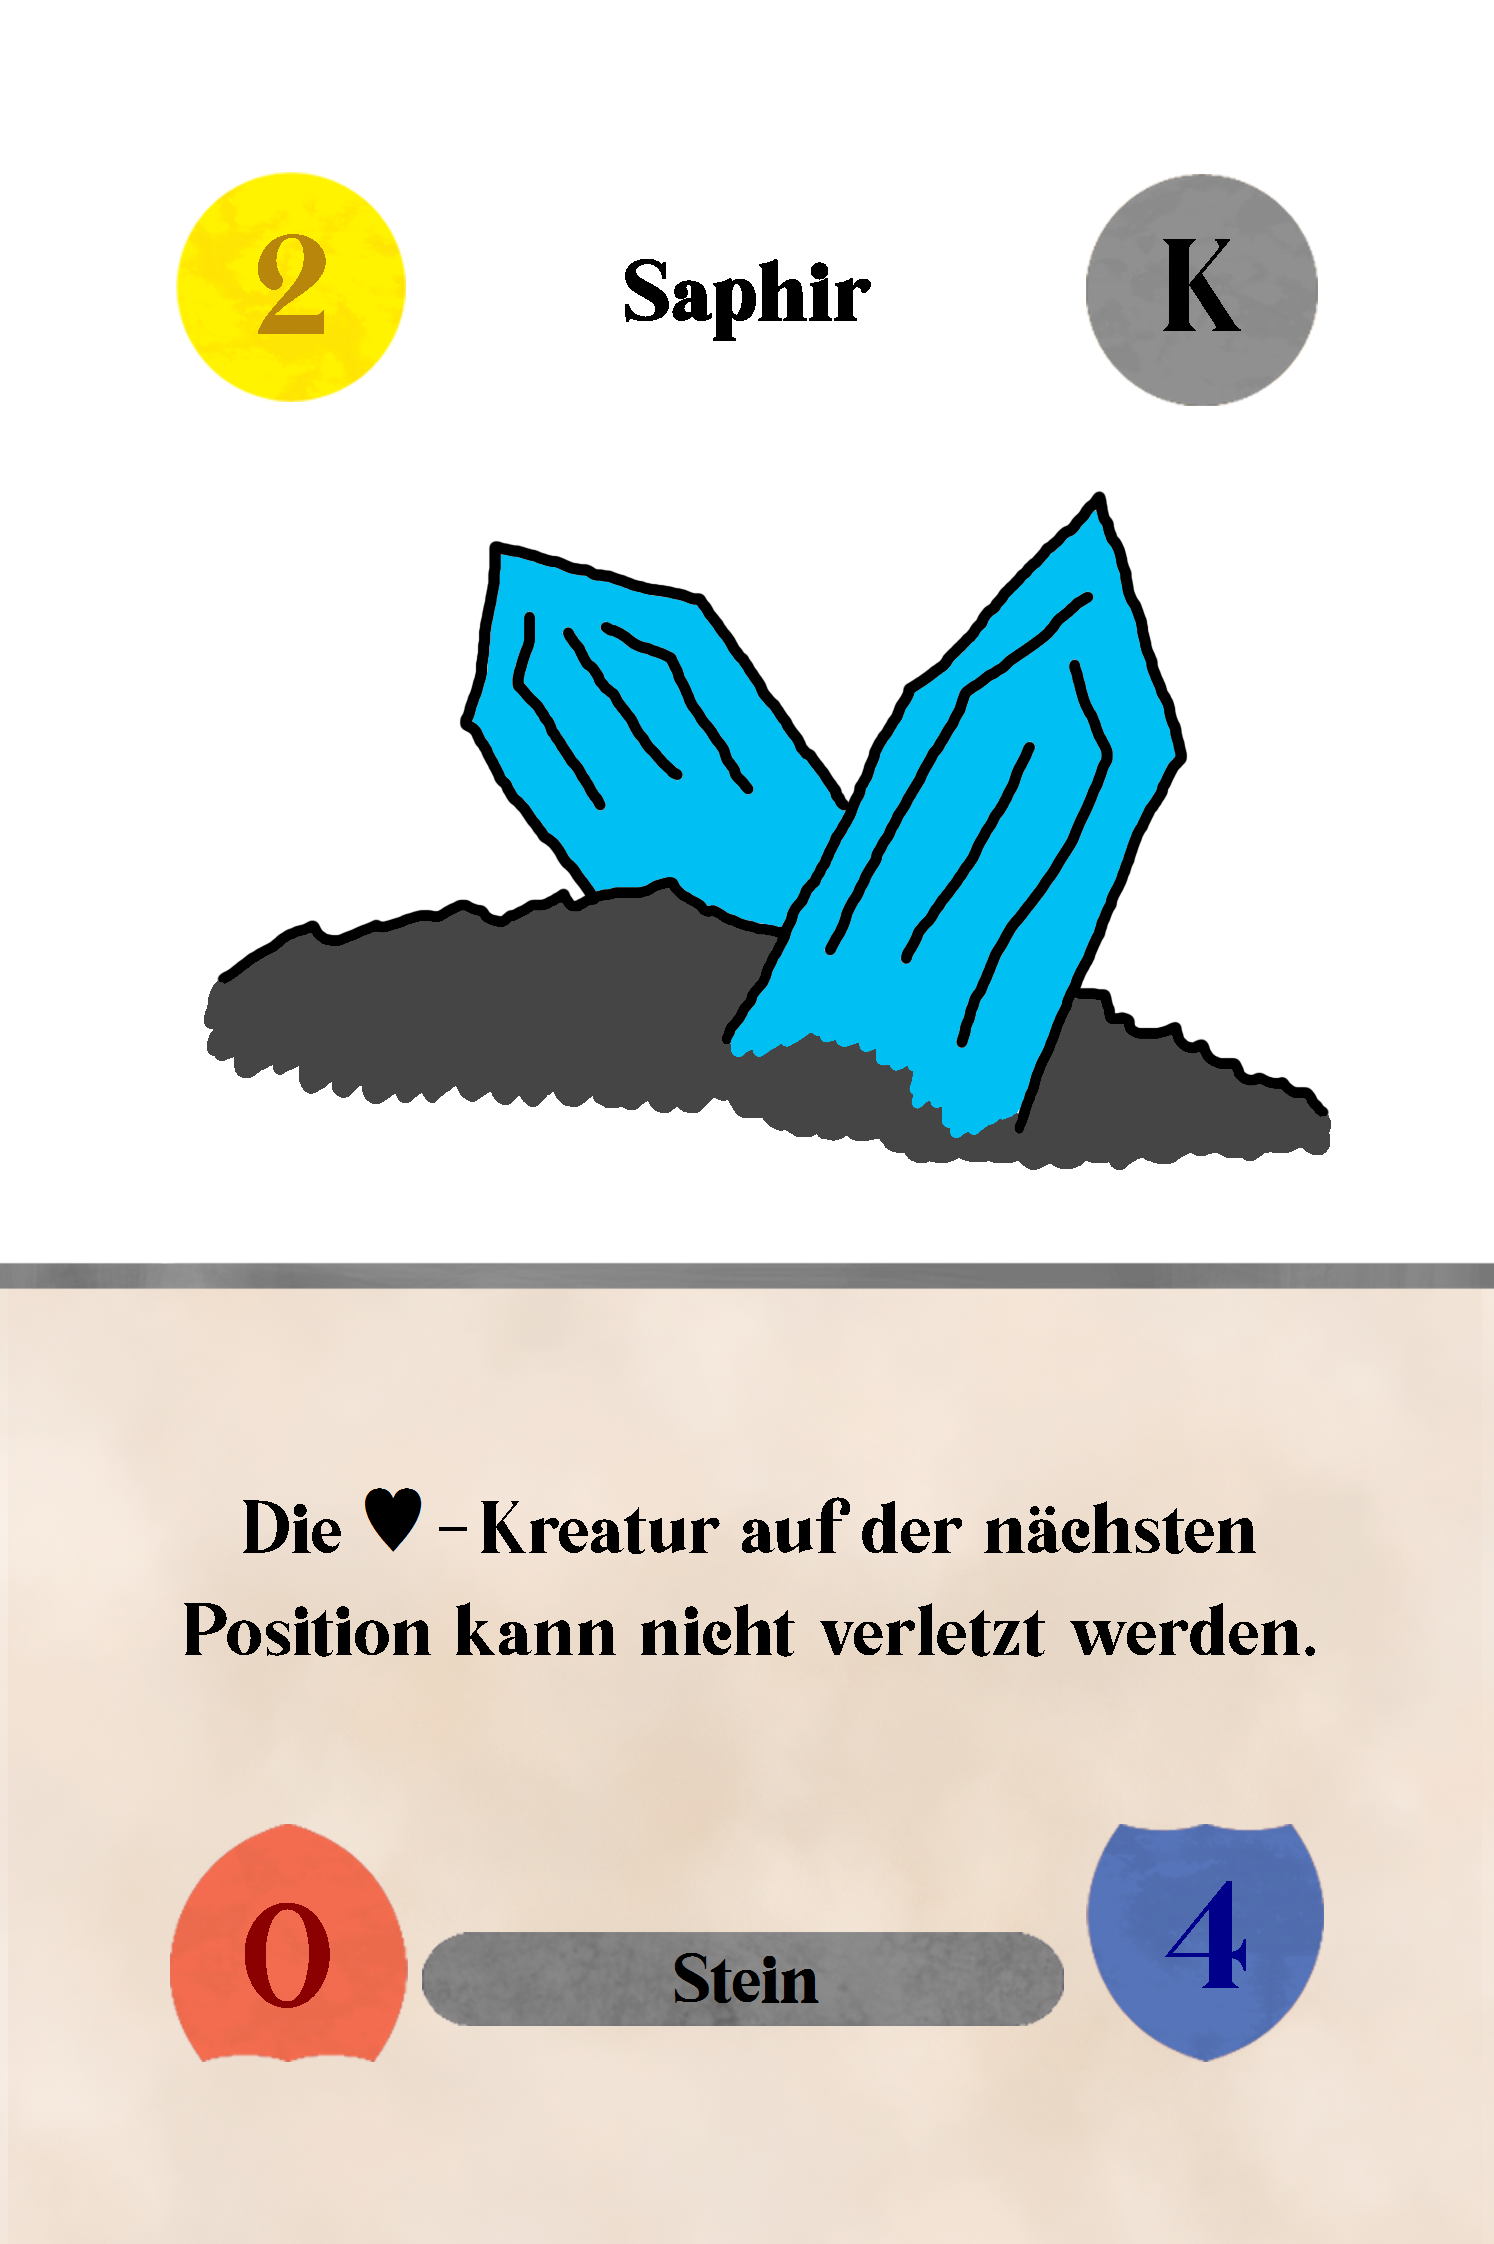 2 Saphir K
Die ♥ – Kreatur auf der nächsten
Position kann nicht verletzt werden.
0 Stein 4